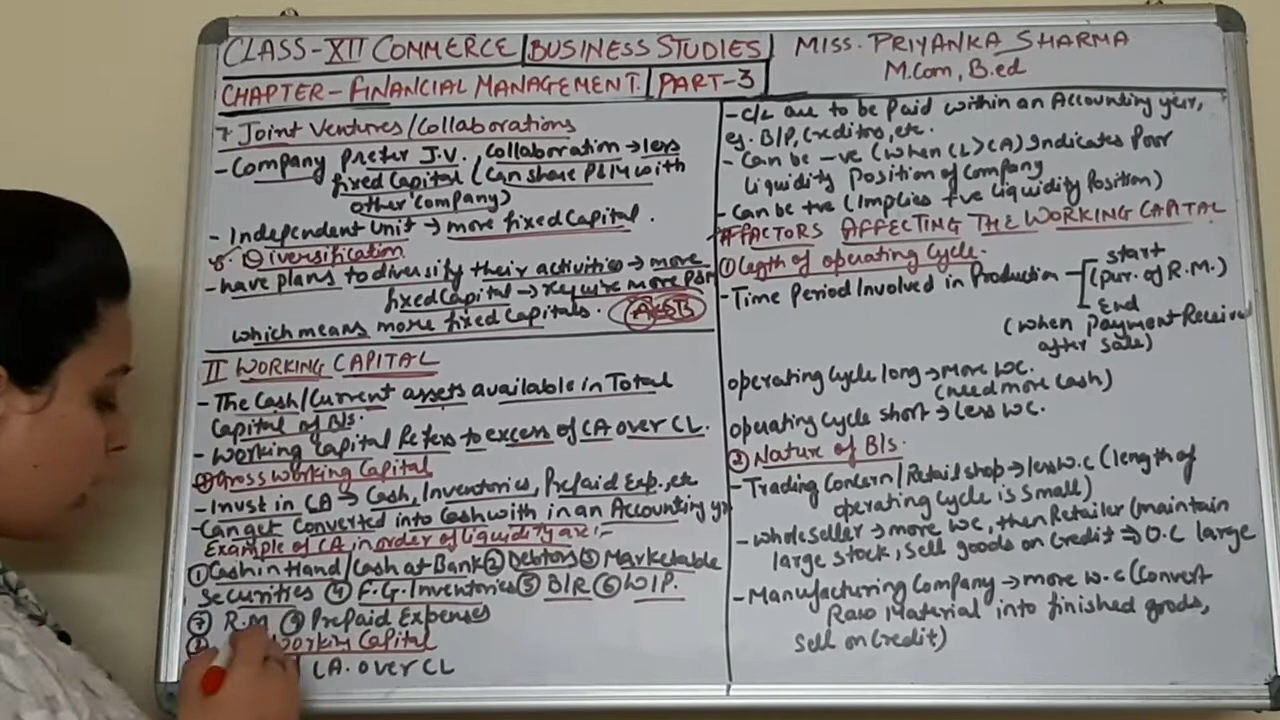 CLASS-XII COMMERCE BUSINESS STUDIES
CHAPTER-FINANCIAL MANAGEMENT. PART-3
MISS. PRIYANKA SHARMA
M.Com, B.ed
7. Joint Ventures/Collaborations
- Company Prefer J.V. Collaboration → less
fixed Capital (Can share P&M with
other Company)
- Independent Unit → more fixed Capital.
8. Diversification
- have plans to diversify their activities → more
fixed Capital → require more P&M
which means more fixed Capitals.
II WORKING CAPITAL
- The Cash/Current assets available in Total
Capital of B/s.
- Working Capital Refers to excess of CA over CL.
① Gross working Capital
- Invest in CA → Cash, Inventories, Prepaid Exp., etc
- Can get Converted into Cash with in an Accounting yr
Example of CA in order of liquidity are:-
① Cash in Hand/Cash at Bank ② Debtors ③ Marketable
Securities ④ F.G. Inventories ⑤ B/R ⑥ WIP.
⑦ R.M ⑧ Prepaid Expenses
② working Capital
CA. over CL
- C/L are to be Paid within an Accounting year,
eg. B/P, Creditors, etc.
- Can be -ve (when CL>CA) Indicates Poor
liquidity Position of Company
- Can be +ve (Implies +ve liquidity Position)
# FACTORS AFFECTING THE WORKING CAPITAL
① length of operating Cycle.
- Time Period Involved in Production
start
(pur. of R.M.)
End
(when payment Received
after sale)
operating Cycle long → more WC.
(need more Cash)
operating Cycle short → less WC.
② Nature of B/s.
- Trading Concern/Retail shop → less w.c (length of
operating cycle is small)
- wholeseller → more WC, then Retailer (maintain
large stock, sell goods on Credit ⇒ O.C large
- Manufacturing Company → more w.c (Convert
Raw Material into finished goods,
sell on Credit)